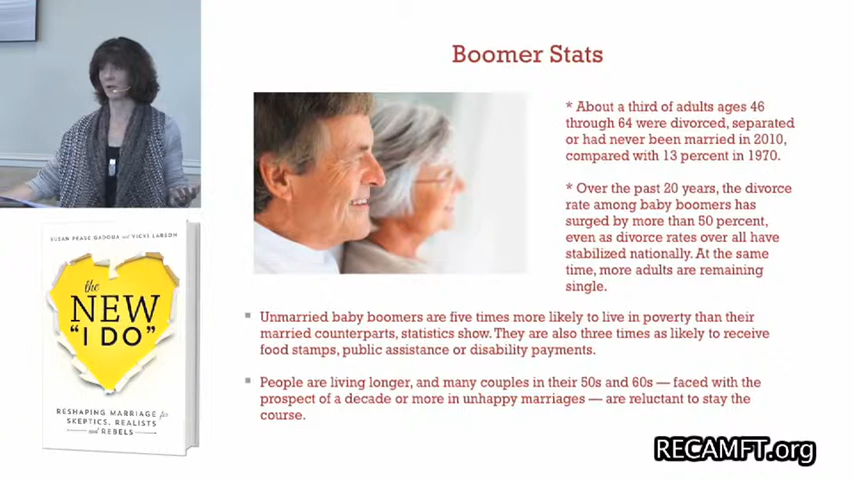 Boomer Stats
* About a third of adults ages 46
through 64 were divorced, separated
or had never been married in 2010,
compared with 13 percent in 1970.
* Over the past 20 years, the divorce
rate among baby boomers has
surged by more than 50 percent,
even as divorce rates over all have
stabilized nationally. At the same
time, more adults are remaining
single.
Unmarried baby boomers are five times more likely to live in poverty than their
married counterparts, statistics show. They are also three times as likely to receive
food stamps, public assistance or disability payments.
People are living longer, and many couples in their 50s and 60s — faced with the
prospect of a decade or more in unhappy marriages — are reluctant to stay the
course.
SUSAN PEASE GADOUA and VICKI LARSON
the
NEW
"I DO"
RESHAPING MARRIAGE for
SKEPTICS, REALISTS
and REBELS
RECAMFT.org